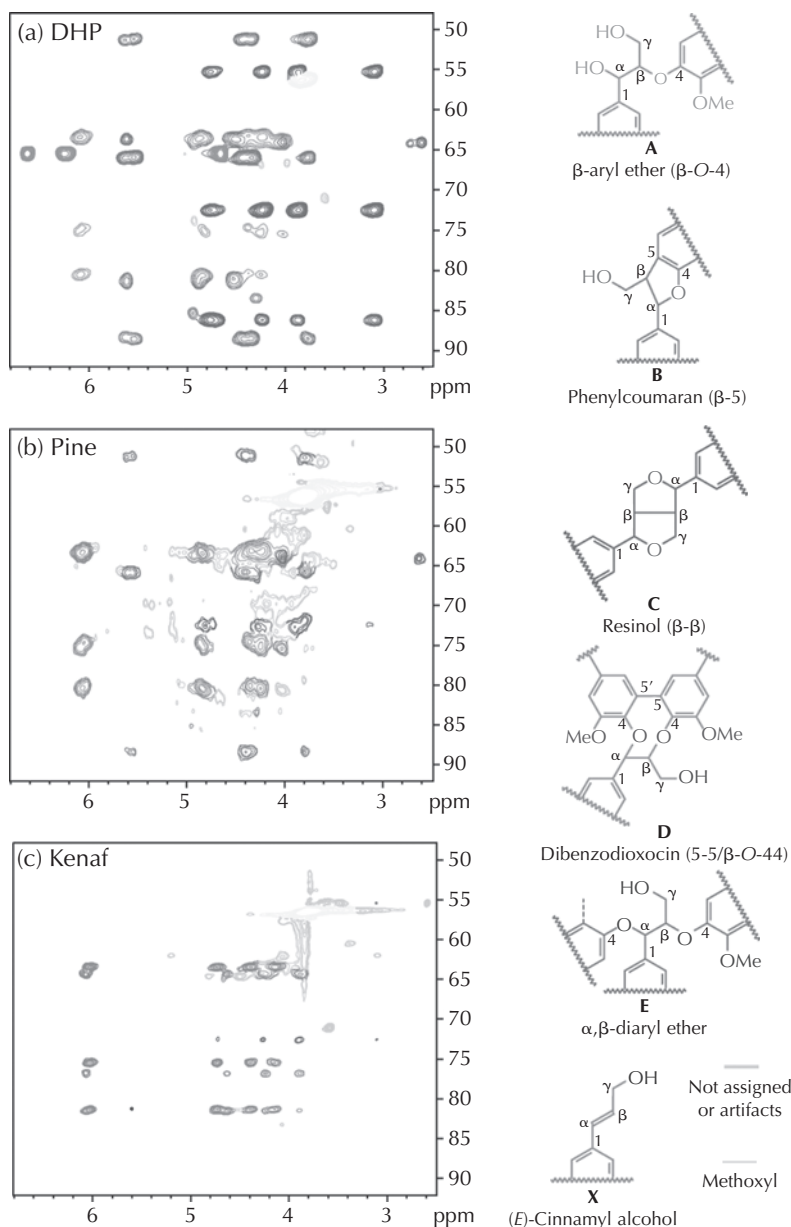 (a) DHP
50
55
60
65
70
75
80
85
90
6
5
4
3
ppm
(b) Pine
50
55
60
65
70
75
80
85
90
6
5
4
3
ppm
(c) Kenaf
50
55
60
65
70
75
80
85
90
6
5
4
3
ppm
HO
γ
HO
α
β
O
4
1
OMe
A
β-aryl ether (β-O-4)
5
HO
β
4
γ
α
O
1
B
Phenylcoumaran (β-5)
O
γ
α
1
β
β
1
α
O
γ
C
Resinol (β-β)
5′
5
4
4
MeO
O
O
OMe
α
1
β
γ
OH
D
Dibenzodioxocin (5-5/β-O-44)
HO
γ
O
α
4
β
O
4
1
OMe
E
α,β-diaryl ether
γ
OH
α
β
1
X
(E)-Cinnamyl alcohol
Not assigned
or artifacts
Methoxyl